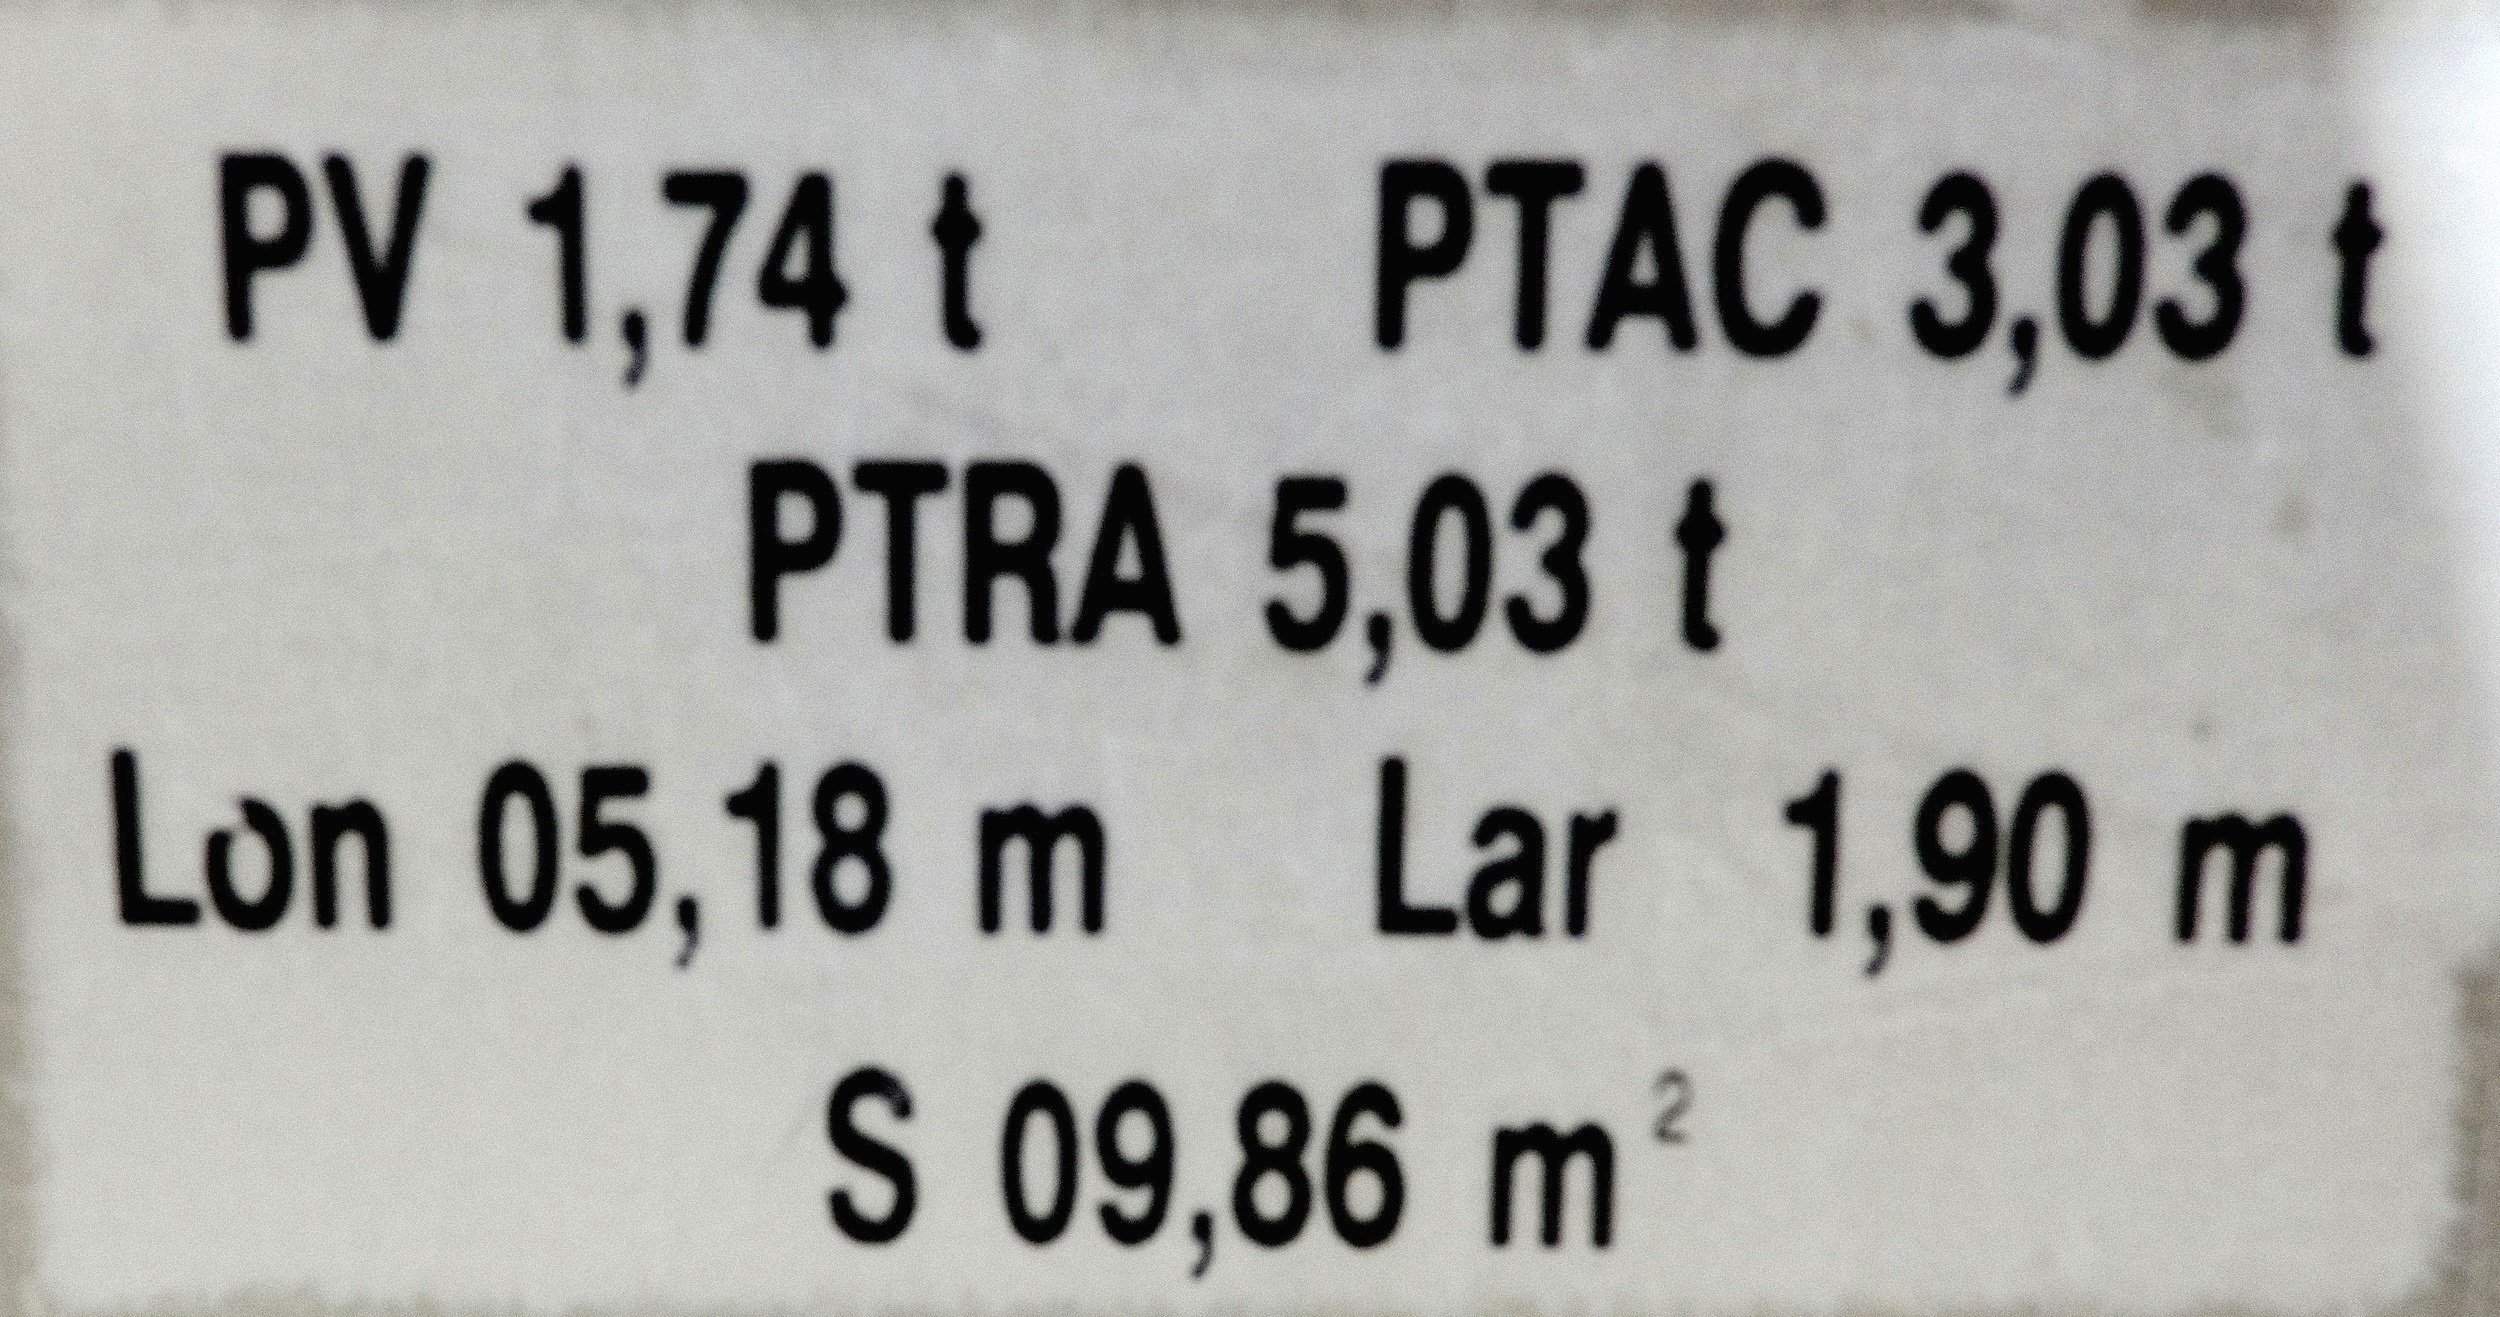 PV 1,74 t PTAC 3,03 t
PTRA 5,03 t
Lon 05,18 m Lar 1,90 m
S 09,86 m²